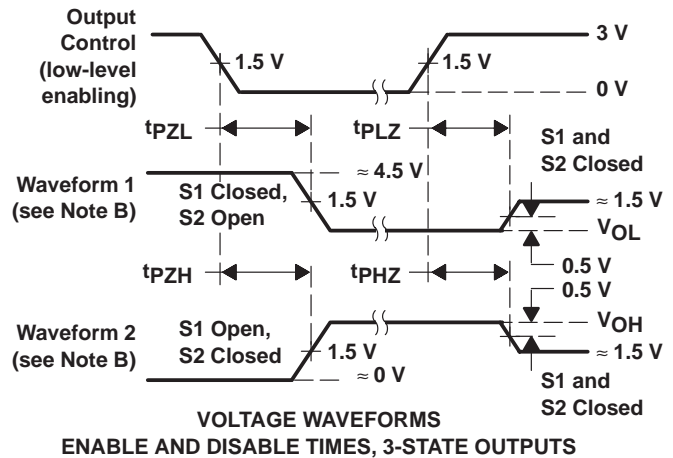 Output
Control
(low-level
enabling)
3 V
1.5 V
1.5 V
0 V
tPZL
tPLZ
S1 and
S2 Closed
Waveform 1
(see Note B)
S1 Closed,
S2 Open
≈ 4.5 V
1.5 V
≈ 1.5 V
VOL
0.5 V
tPZH
tPHZ
0.5 V
VOH
Waveform 2
(see Note B)
S1 Open,
S2 Closed
1.5 V
≈ 0 V
≈ 1.5 V
S1 and
S2 Closed
VOLTAGE WAVEFORMS
ENABLE AND DISABLE TIMES, 3-STATE OUTPUTS